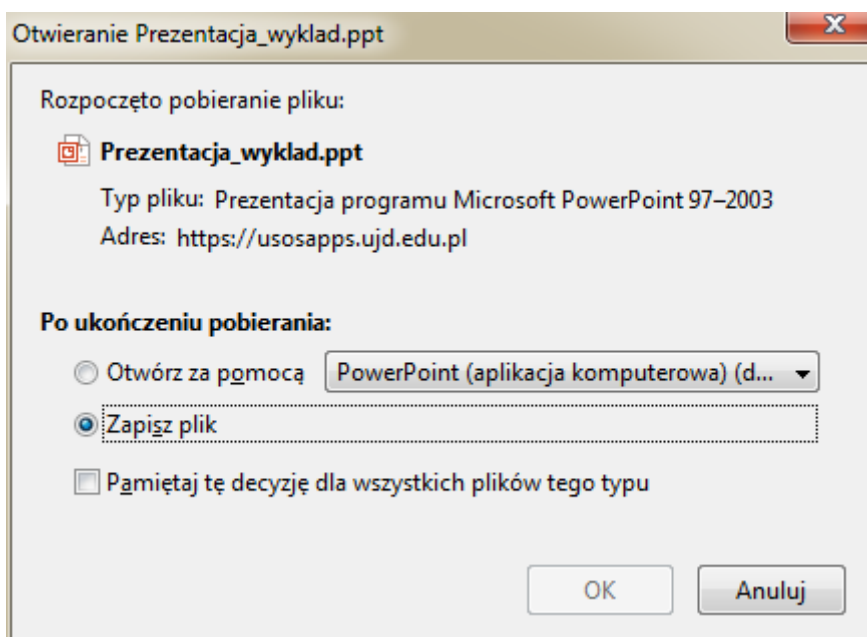 Otwieranie Prezentacja_wyklad.ppt
Rozpoczęto pobieranie pliku:
Prezentacja_wyklad.ppt
Typ pliku: Prezentacja programu Microsoft PowerPoint 97–2003
Adres: https://usosapps.ujd.edu.pl
Po ukończeniu pobierania:
Otwórz za pomocą PowerPoint (aplikacja komputerowa) (d...
Zapisz plik
Pamiętaj tę decyzję dla wszystkich plików tego typu
OK Anuluj